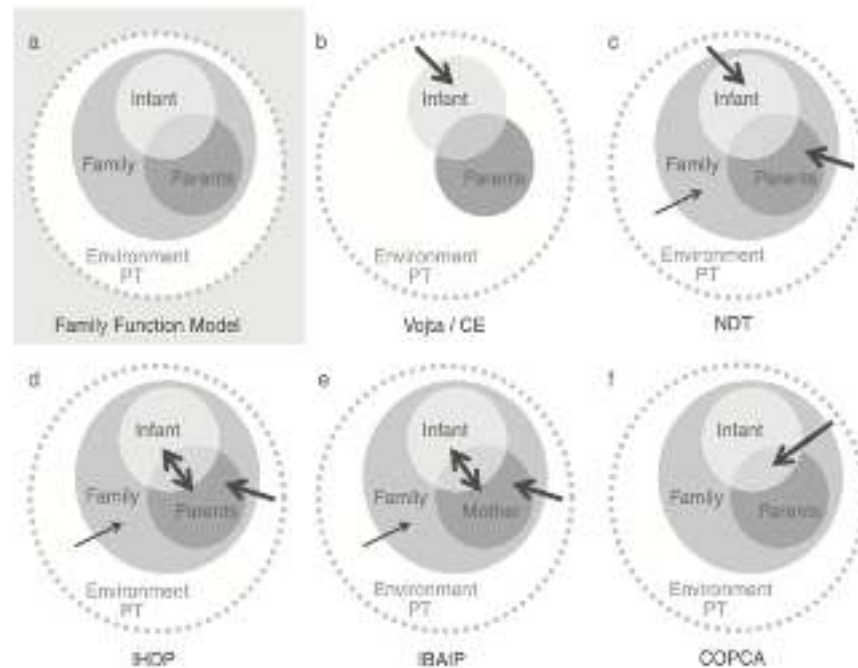 a
Infant
Family
Parents
Environment
PT
Family Function Model
b
Infant
Parents
Environment
PT
Vojta / CE
c
Infant
Family
Parents
Environment
PT
NDT
d
Infant
Family
Parents
Environment
PT
IHDP
e
Infant
Family
Mother
Environment
PT
IBAIP
f
Infant
Family
Parents
Environment
PT
COPCA